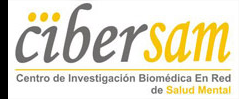 cibersam
Centro de Investigación Biomédica En Red
de Salud Mental